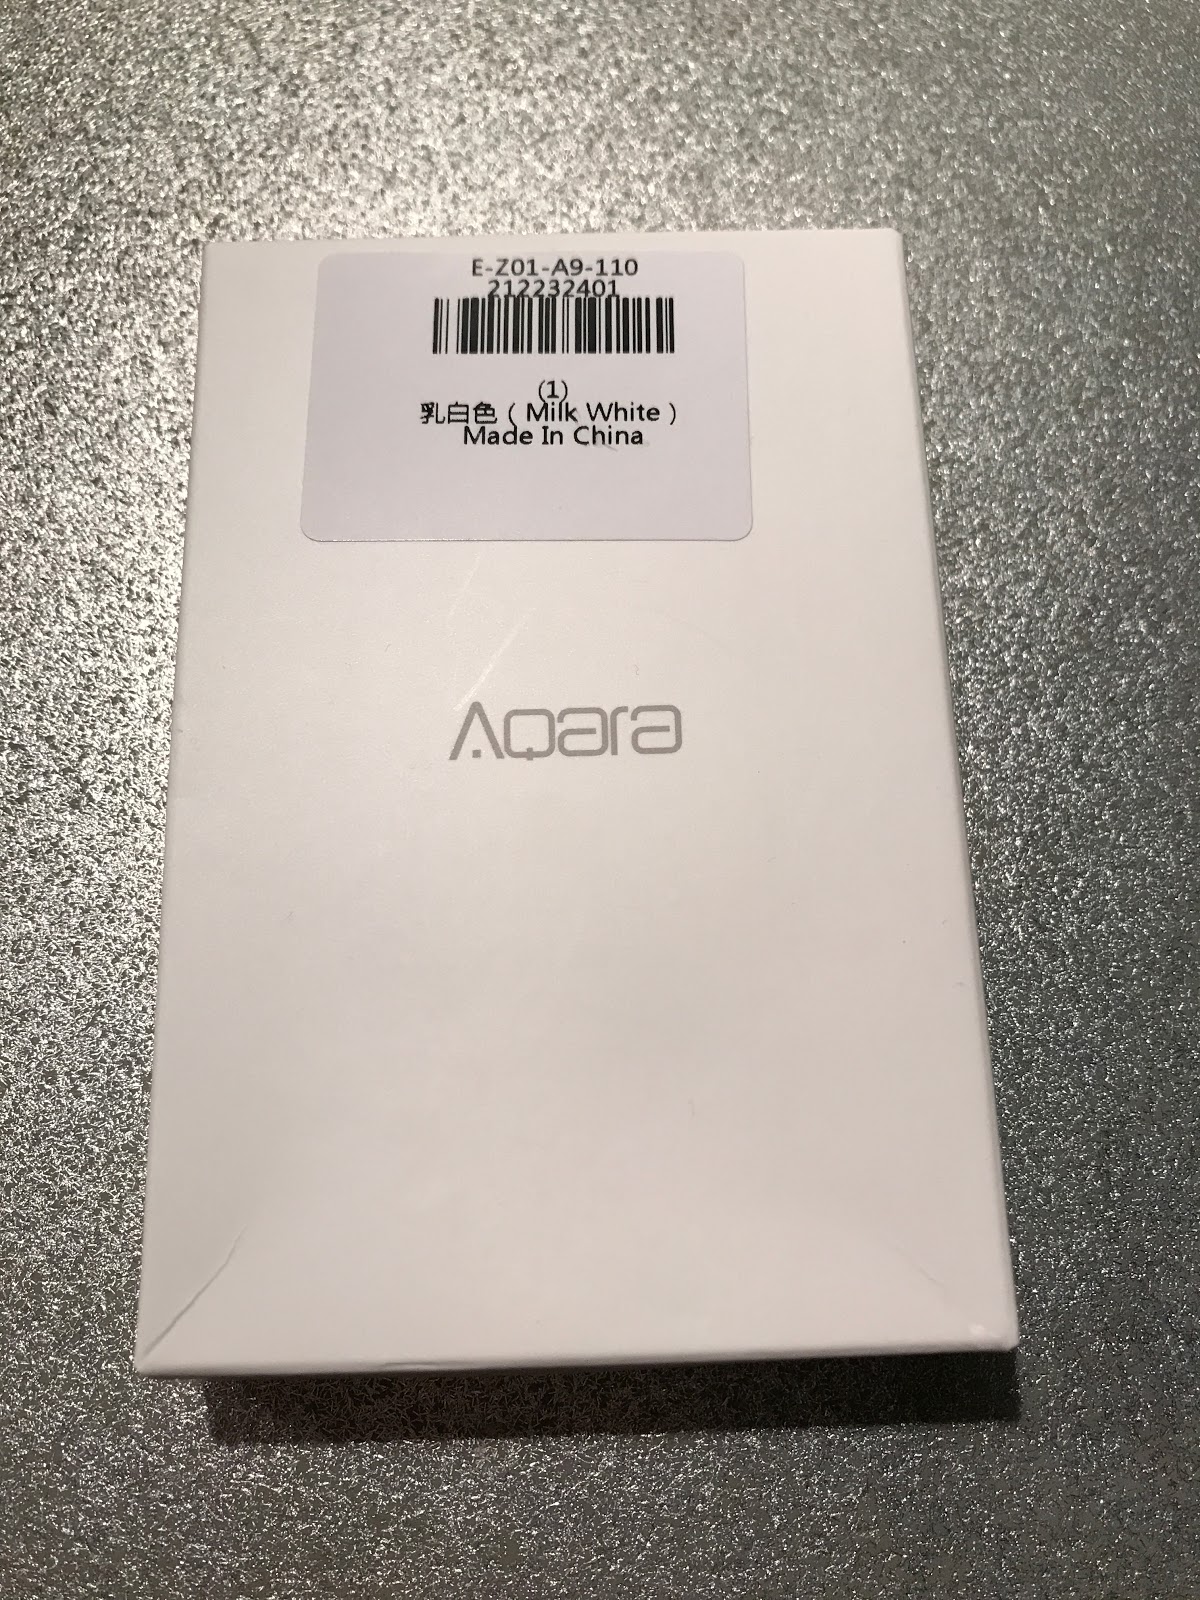 E-Z01-A9-110
212232401
(1)
乳白色 ( Milk White )
Made In China
Aqara